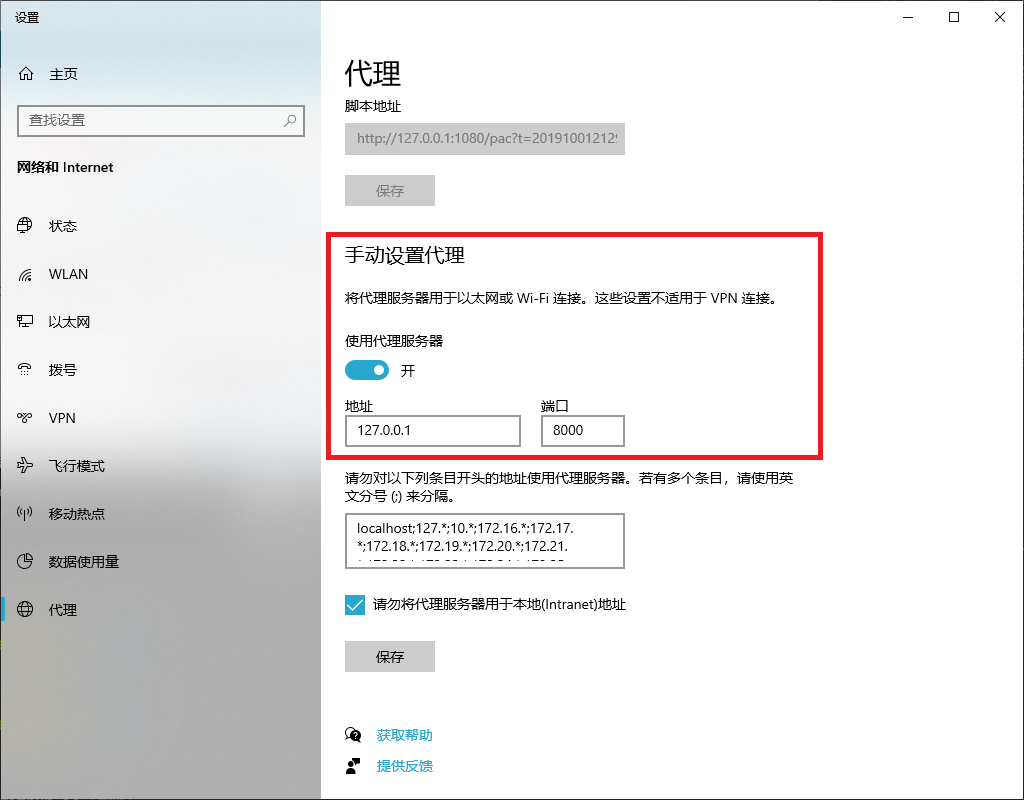 设置
主页
查找设置
网络和 Internet
状态
WLAN
以太网
拨号
VPN
飞行模式
移动热点
数据使用量
代理
代理
脚本地址
http://127.0.0.1:1080/pac?t=201910012129
保存
手动设置代理
将代理服务器用于以太网或 Wi-Fi 连接。这些设置不适用于 VPN 连接。
使用代理服务器
开
地址 端口
127.0.0.1 8000
请勿对以下列条目开头的地址使用代理服务器。若有多个条目，请使用英
文分号 (;) 来分隔。
localhost;127.*;10.*;172.16.*;172.17.
*;172.18.*;172.19.*;172.20.*;172.21.
请勿将代理服务器用于本地(Intranet)地址
保存
获取帮助
提供反馈